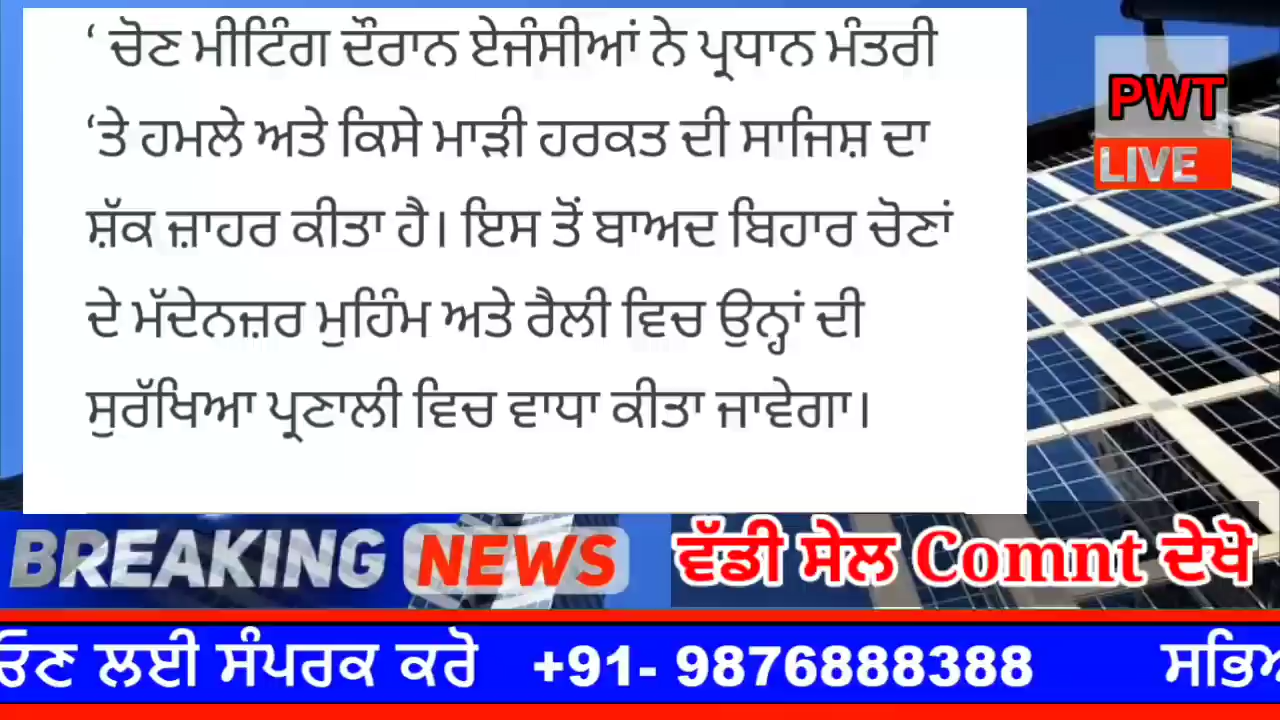 ‘ ਚੋਣ ਮੀਟਿੰਗ ਦੌਰਾਨ ਏਜੰਸੀਆਂ ਨੇ ਪ੍ਰਧਾਨ ਮੰਤਰੀ
‘ਤੇ ਹਮਲੇ ਅਤੇ ਕਿਸੇ ਮਾੜੀ ਹਰਕਤ ਦੀ ਸਾਜਿਸ਼ ਦਾ
ਸ਼ੱਕ ਜ਼ਾਹਰ ਕੀਤਾ ਹੈ। ਇਸ ਤੋਂ ਬਾਅਦ ਬਿਹਾਰ ਚੋਣਾਂ
ਦੇ ਮੱਦੇਨਜ਼ਰ ਮੁਹਿੰਮ ਅਤੇ ਰੈਲੀ ਵਿਚ ਉਨ੍ਹਾਂ ਦੀ
ਸੁਰੱਖਿਆ ਪ੍ਰਣਾਲੀ ਵਿਚ ਵਾਧਾ ਕੀਤਾ ਜਾਵੇਗਾ।
PWT
LIVE
BREAKING NEWS
ਵੱਡੀ ਸੇਲ Comnt ਦੇਖੋ
ਓਣ ਲਈ ਸੰਪਰਕ ਕਰੋ +91- 9876888388